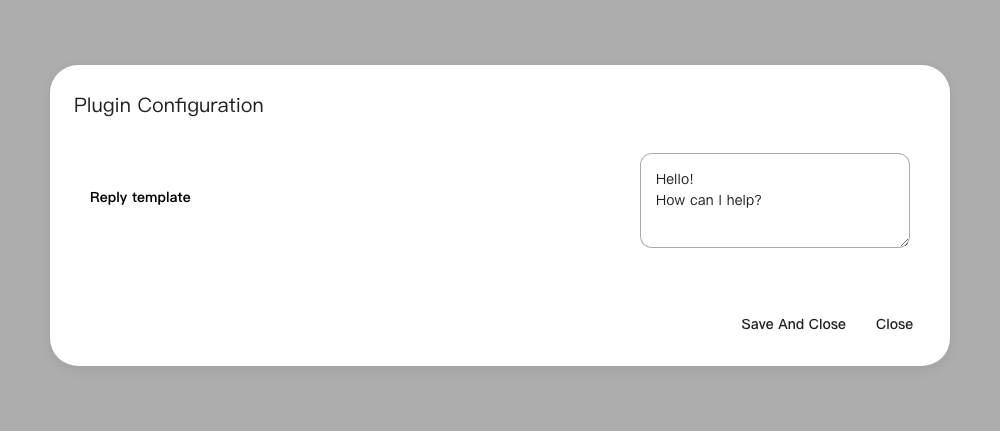 Plugin Configuration
Reply template
Hello!
How can I help?
Save And Close
Close